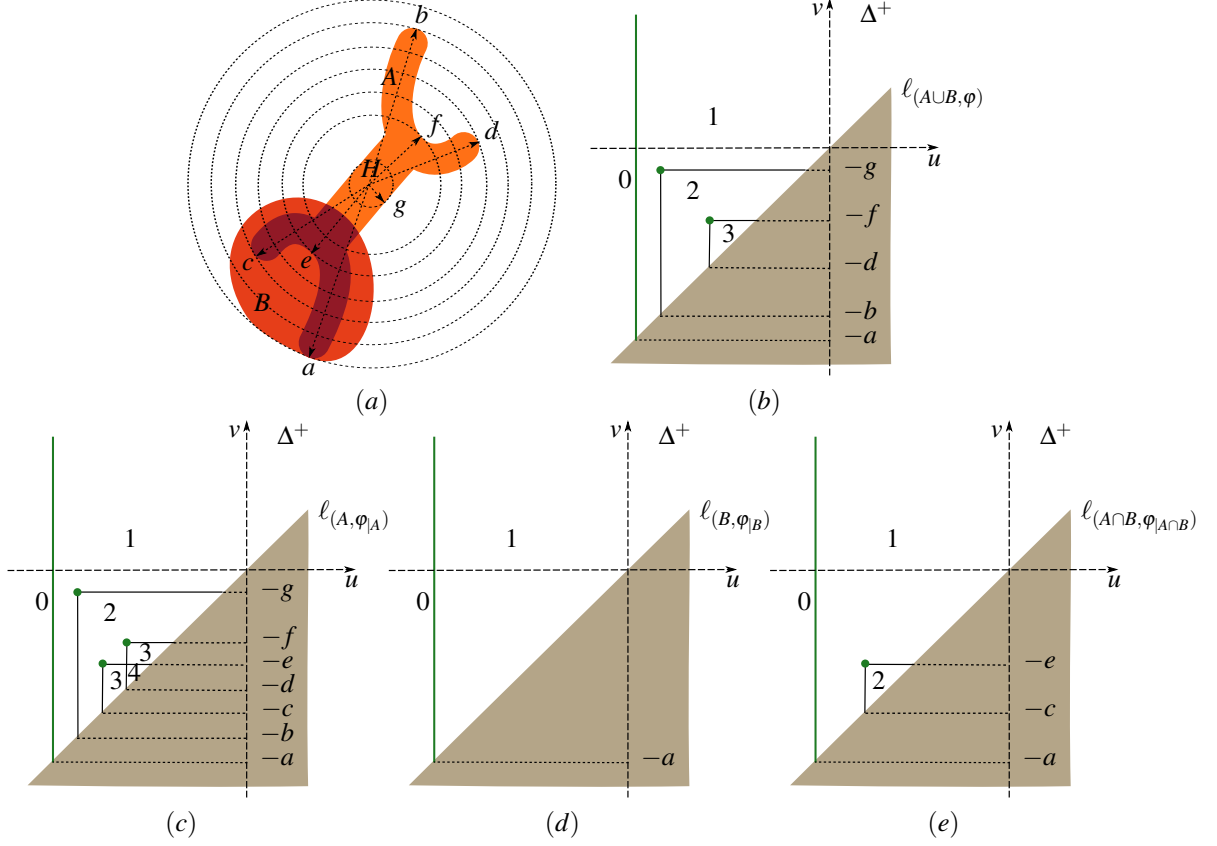 b
A
f
d
H
g
c
e
B
a
(a)
v Δ⁺
ℓ(A∪B,φ)
1
u
0
−g
2
−f
3
−d
−b
−a
(b)
v Δ⁺
ℓ(A,φ|A)
1
u
0
−g
2
−f
3
−e
3 4
−d
−c
−b
−a
(c)
v Δ⁺
ℓ(B,φ|B)
1
u
0
−a
(d)
v Δ⁺
ℓ(A∩B,φ|A∩B)
1
u
0
−e
2
−c
−a
(e)